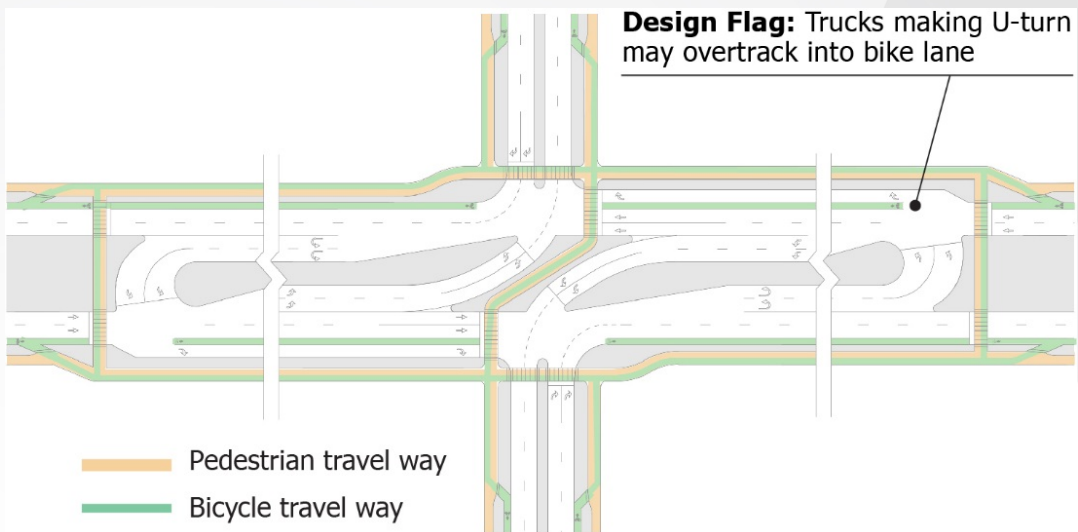 Design Flag: Trucks making U-turn
may overtrack into bike lane
Pedestrian travel way
Bicycle travel way